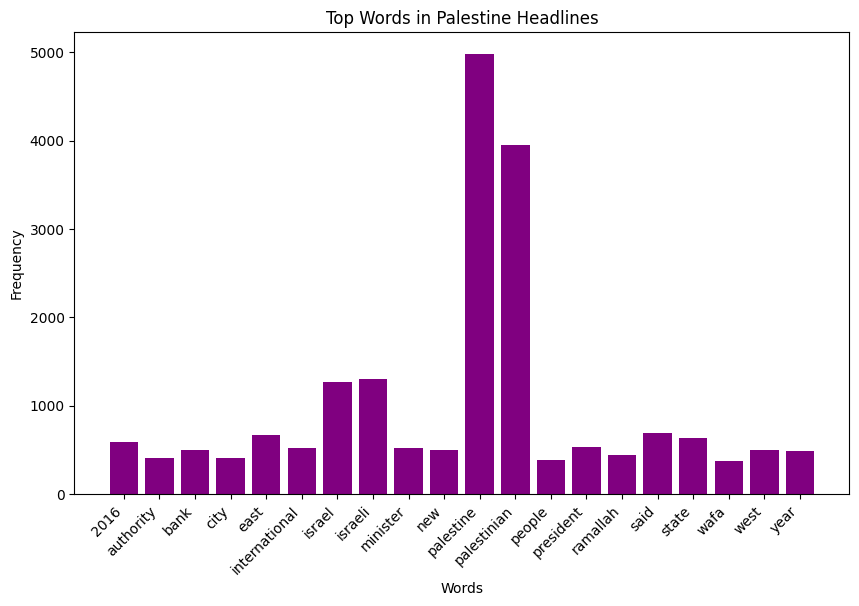 Top Words in Palestine Headlines
Frequency
5000
4000
3000
2000
1000
0
2016
authority
bank
city
east
international
israel
israeli
minister
new
palestine
palestinian
people
president
ramallah
said
state
wafa
west
year
Words